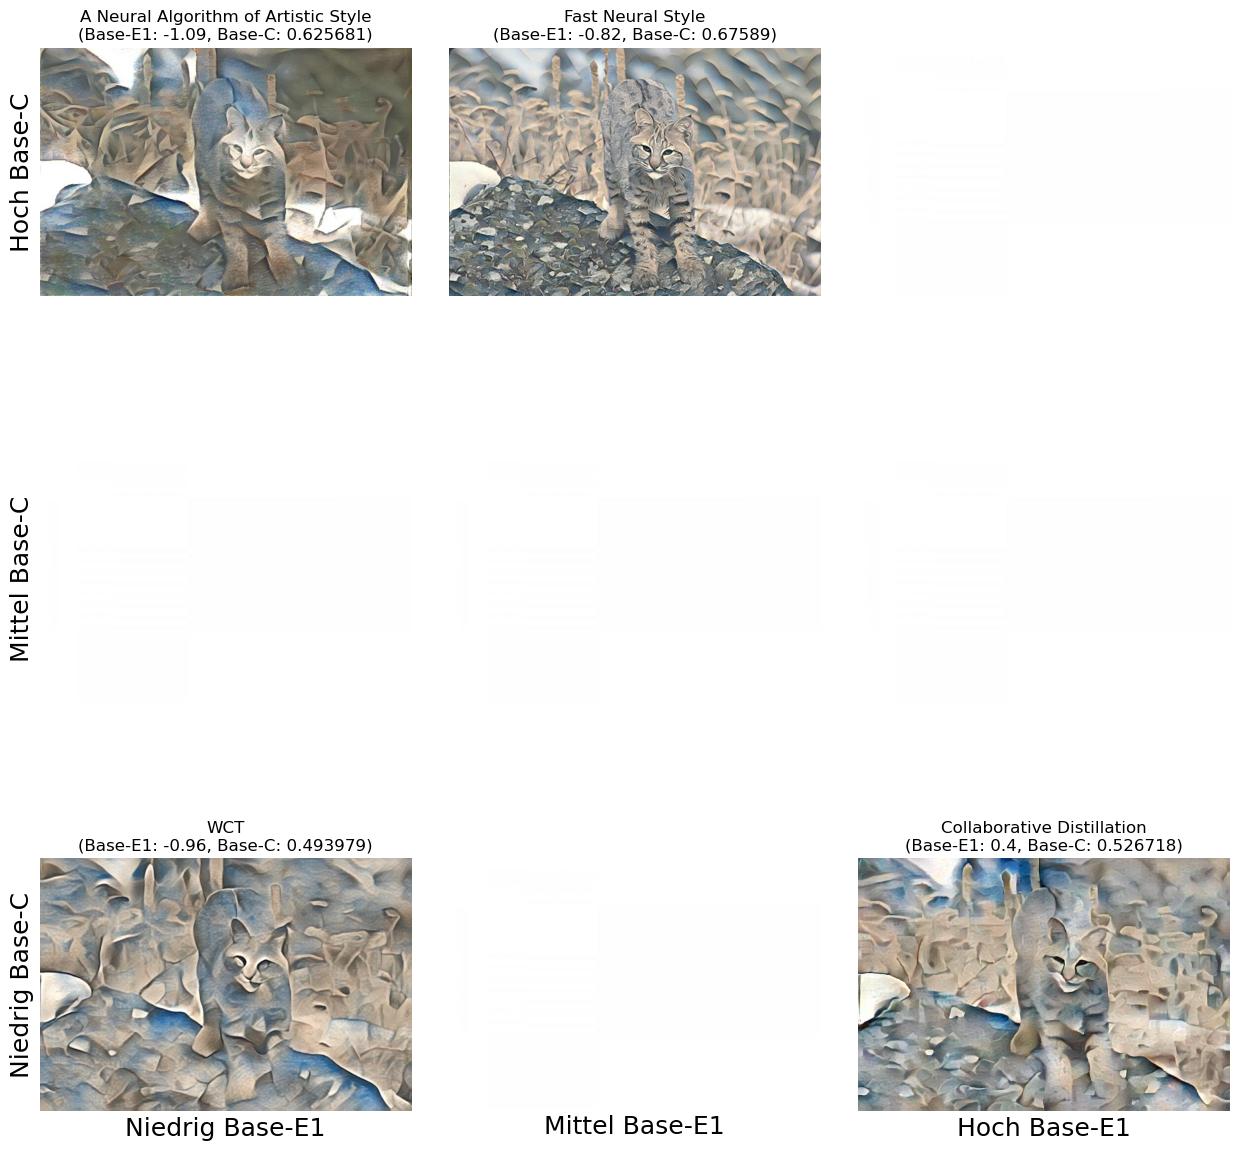 A Neural Algorithm of Artistic Style
(Base-E1: -1.09, Base-C: 0.625681)
Fast Neural Style
(Base-E1: -0.82, Base-C: 0.67589)
Hoch Base-C
Mittel Base-C
WCT
(Base-E1: -0.96, Base-C: 0.493979)
Collaborative Distillation
(Base-E1: 0.4, Base-C: 0.526718)
Niedrig Base-C
Niedrig Base-E1
Mittel Base-E1
Hoch Base-E1